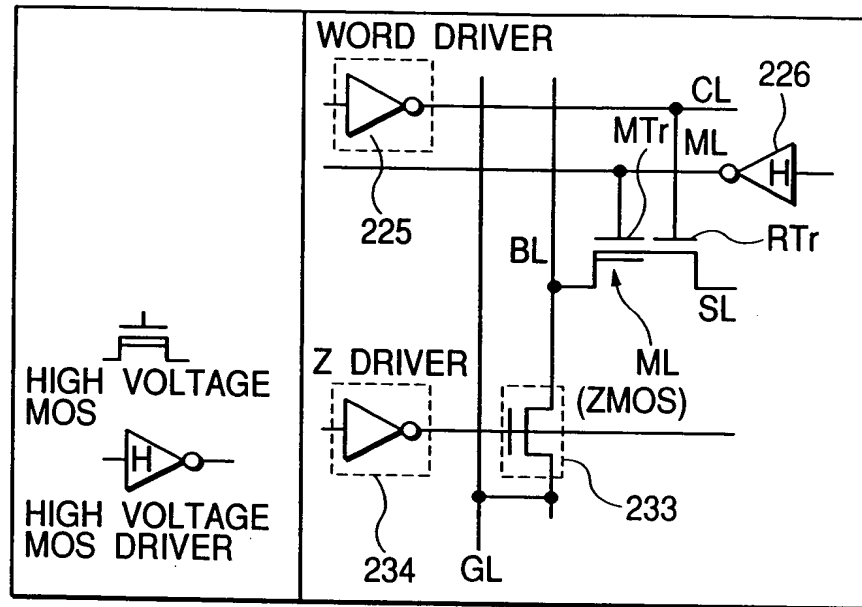 HIGH VOLTAGE
MOS
H
HIGH VOLTAGE
MOS DRIVER
WORD DRIVER
226
CL
MTr
ML
H
225
BL
RTr
SL
Z DRIVER
ML
(ZMOS)
233
234
GL